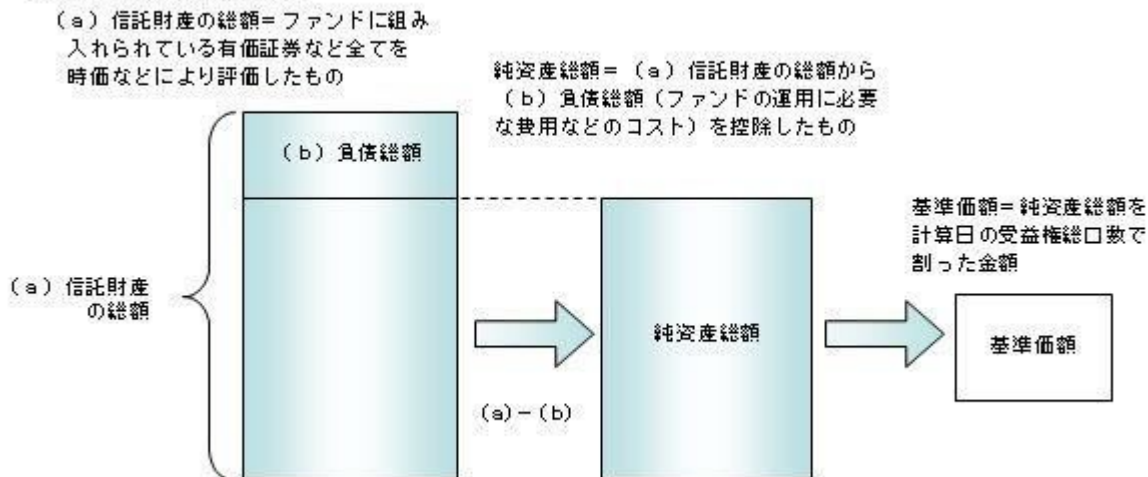 (a)信託財産の総額=ファンドに組み
入れられている有価証券など全てを
時価などにより評価したもの
純資産総額=(a)信託財産の総額から
(b)負債総額(ファンドの運用に必要
な費用などのコスト)を控除したもの
(b)負債総額
基準価額=純資産総額を
計算日の受益権総口数で
割った金額
(a)信託財産
の総額
純資産総額
基準価額
(a)-(b)